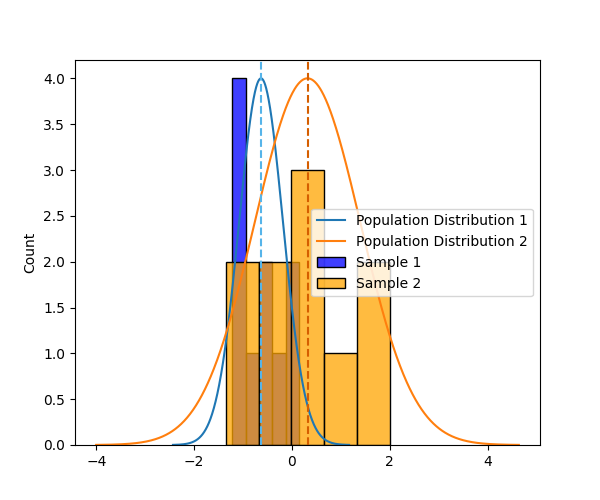 4.0
3.5
3.0
2.5
2.0
1.5
1.0
0.5
0.0
Count
Population Distribution 1
Population Distribution 2
Sample 1
Sample 2
−4 −2 0 2 4